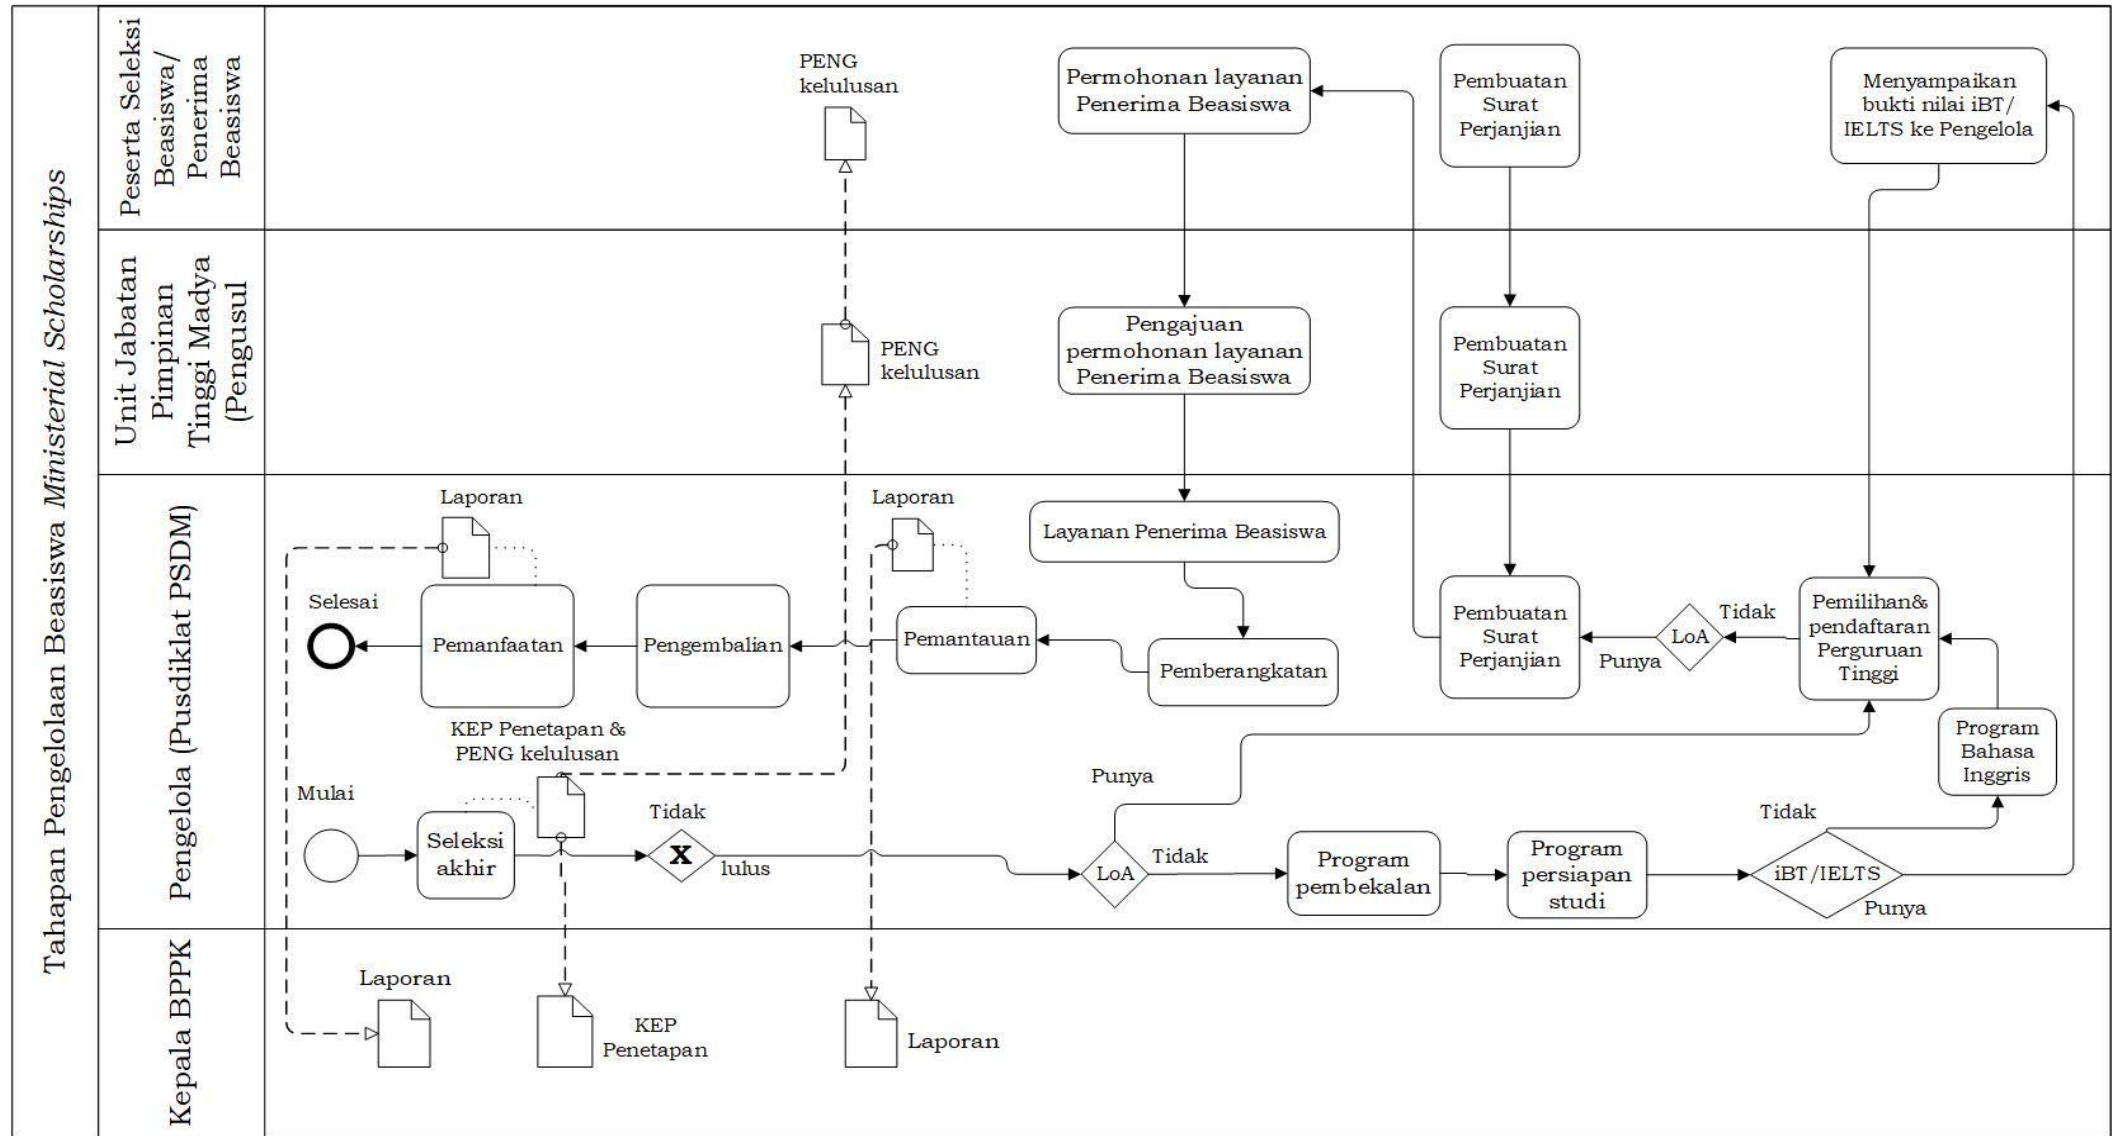 Tahapan Pengelolaan Beasiswa Ministerial Scholarships
Peserta Seleksi
Beasiswa/
Penerima
Beasiswa
PENG
kelulusan
Permohonan layanan
Penerima Beasiswa
Pembuatan
Surat
Perjanjian
Menyampaikan
bukti nilai iBT/
IELTS ke Pengelola
Unit Jabatan
Pimpinan
Tinggi Madya
(Pengusul
PENG
kelulusan
Pengajuan
permohonan layanan
Penerima Beasiswa
Pembuatan
Surat
Perjanjian
Pengelola (Pusdiklat PSDM)
Laporan
Laporan
Layanan Penerima Beasiswa
Selesai
Pemanfaatan
Pengembalian
Pemantauan
Pemberangkatan
Pembuatan
Surat
Perjanjian
LoA
Tidak
Punya
Pemilihan&
pendaftaran
Perguruan
Tinggi
KEP Penetapan &
PENG kelulusan
Program
Bahasa
Inggris
Mulai
Seleksi
akhir
Tidak
X
lulus
Punya
LoA
Tidak
Program
pembekalan
Program
persiapan
studi
Tidak
iBT/IELTS
Punya
Kepala BPPK
Laporan
KEP
Penetapan
Laporan